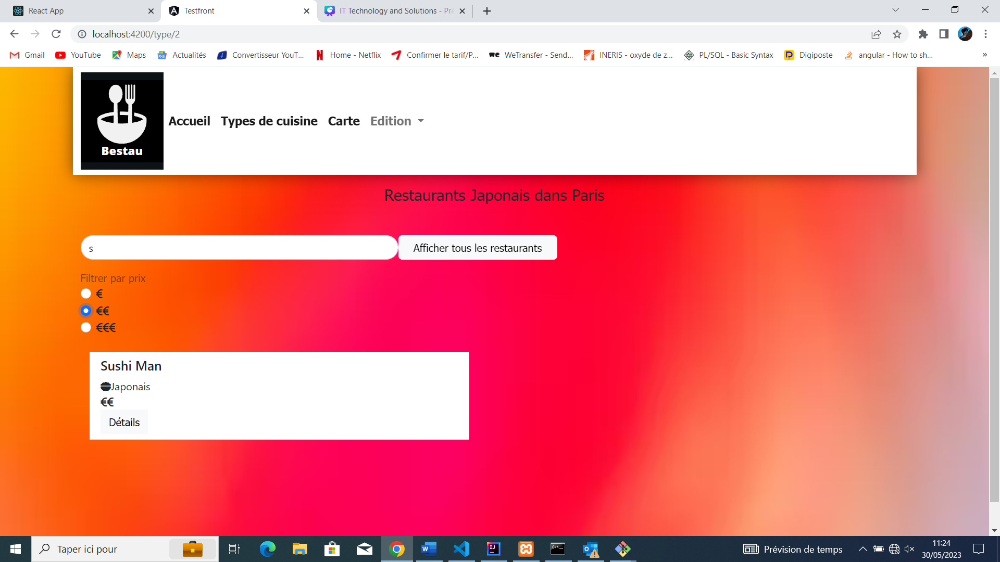 React App
Testfront
IT Technology and Solutions - Pre
localhost:4200/type/2
Gmail
YouTube
Maps
Actualités
Convertisseur YouT...
Home - Netflix
Confirmer le tarif/P...
WeTransfer - Send...
INERIS - oxyde de z...
PL/SQL - Basic Syntax
Digiposte
angular - How to sh...
»
Bestau
Accueil
Types de cuisine
Carte
Edition
Restaurants Japonais dans Paris
s
Afficher tous les restaurants
Filtrer par prix
€
€€
€€€
Sushi Man
Japonais
€€
Détails
Taper ici pour
Prévision de temps
11:24
30/05/2023